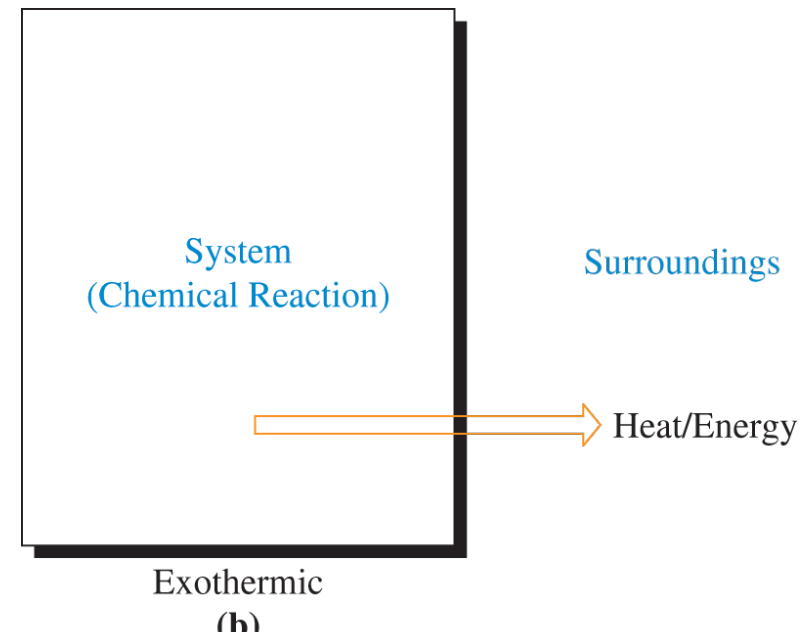 System
(Chemical Reaction)
Surroundings
Heat/Energy
Exothermic
(b)